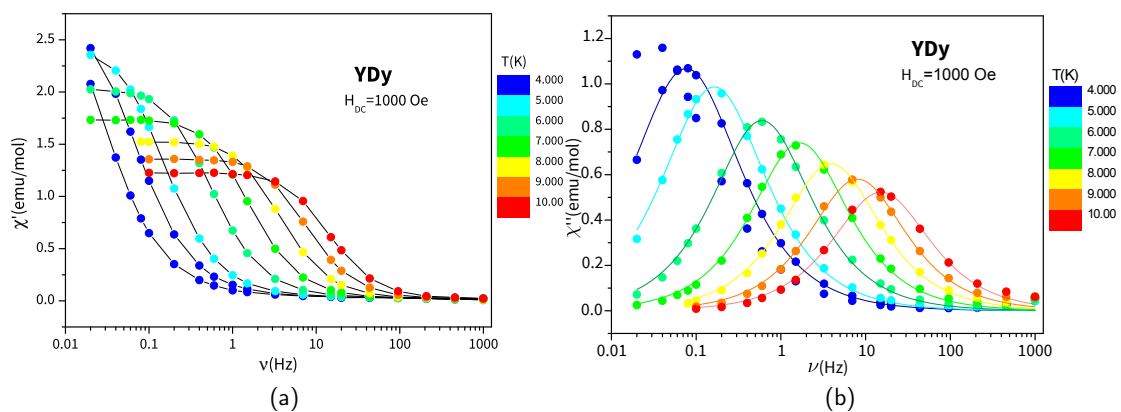 2.5
2.0
1.5
1.0
0.5
0.0
χ'(emu/mol)
0.01 0.1 1 10 100 1000
ν(Hz)
YDy
H_DC=1000 Oe
T(K)
4.000
5.000
6.000
7.000
8.000
9.000
10.00
(a)
1.2
1.0
0.8
0.6
0.4
0.2
0.0
χ''(emu/mol)
0.01 0.1 1 10 100 1000
ν(Hz)
YDy
H_DC=1000 Oe
T(K)
4.000
5.000
6.000
7.000
8.000
9.000
10.00
(b)